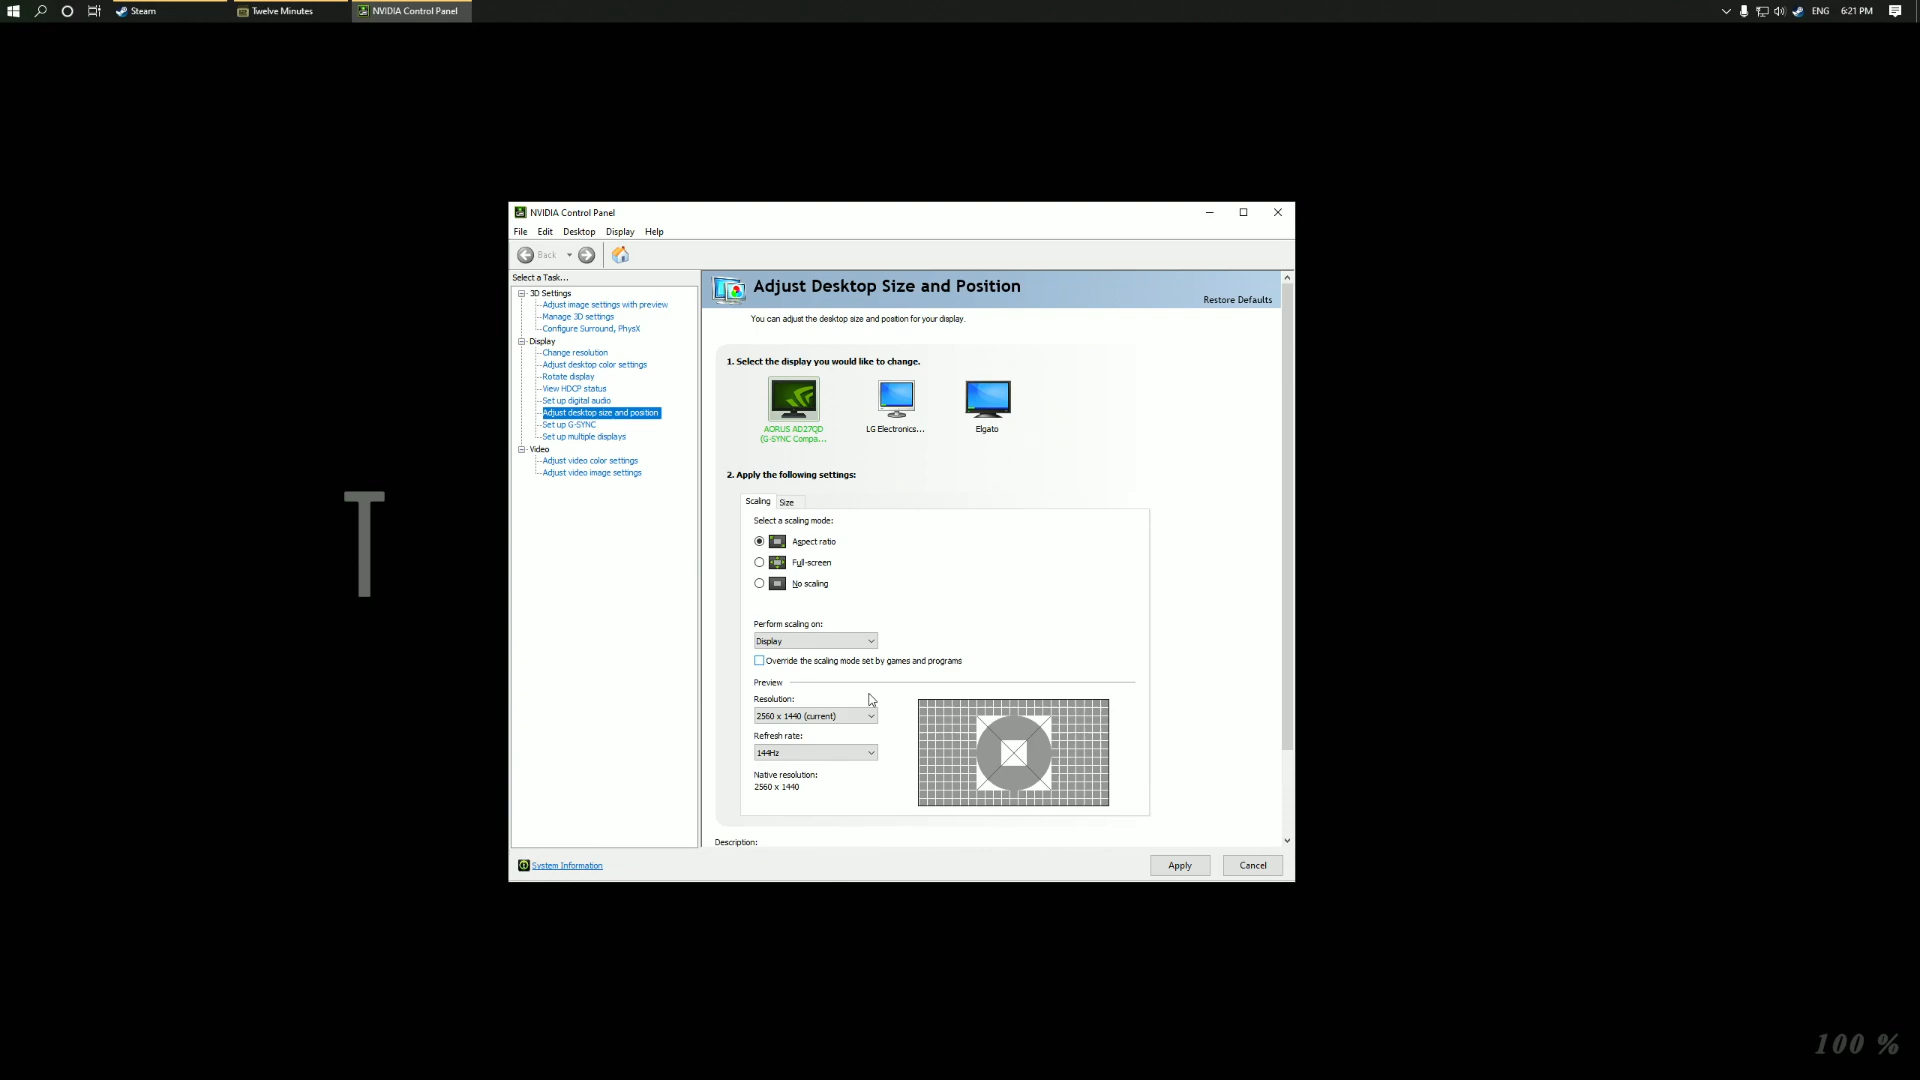 Steam
Twelve Minutes
NVIDIA Control Panel
ENG
6:21 PM
NVIDIA Control Panel
File Edit Desktop Display Help
Back
Select a Task...
3D Settings
Adjust image settings with preview
Manage 3D settings
Configure Surround, PhysX
Display
Change resolution
Adjust desktop color settings
Rotate display
View HDCP status
Set up digital audio
Adjust desktop size and position
Set up G-SYNC
Set up multiple displays
Video
Adjust video color settings
Adjust video image settings
System Information
Adjust Desktop Size and Position
Restore Defaults
You can adjust the desktop size and position for your display.
1. Select the display you would like to change.
AORUS AD27QD
(G-SYNC Compa...
LG Electronics...
Elgato
2. Apply the following settings:
Scaling Size
Select a scaling mode:
Aspect ratio
Full-screen
No scaling
Perform scaling on:
Display
Override the scaling mode set by games and programs
Preview
Resolution:
2560 x 1440 (current)
Refresh rate:
144Hz
Native resolution:
2560 x 1440
Description:
Apply Cancel
T
100 %